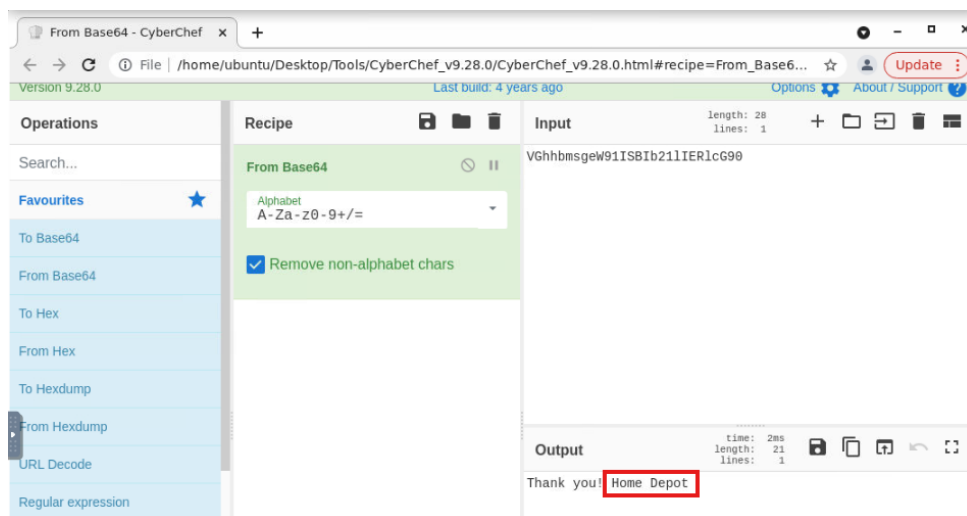 From Base64 - CyberChef
File
/home/ubuntu/Desktop/Tools/CyberChef_v9.28.0/CyberChef_v9.28.0.html#recipe=From_Base6...
Update
Version 9.28.0
Last build: 4 years ago
Options
About / Support
Operations
Search...
Favourites
To Base64
From Base64
To Hex
From Hex
To Hexdump
From Hexdump
URL Decode
Regular expression
Recipe
From Base64
Alphabet
A-Za-z0-9+/=
Remove non-alphabet chars
Input
length: 28
lines: 1
VGhhbmsgeW91ISBIb21lIERlcG90
Output
time: 2ms
length: 21
lines: 1
Thank you! Home Depot